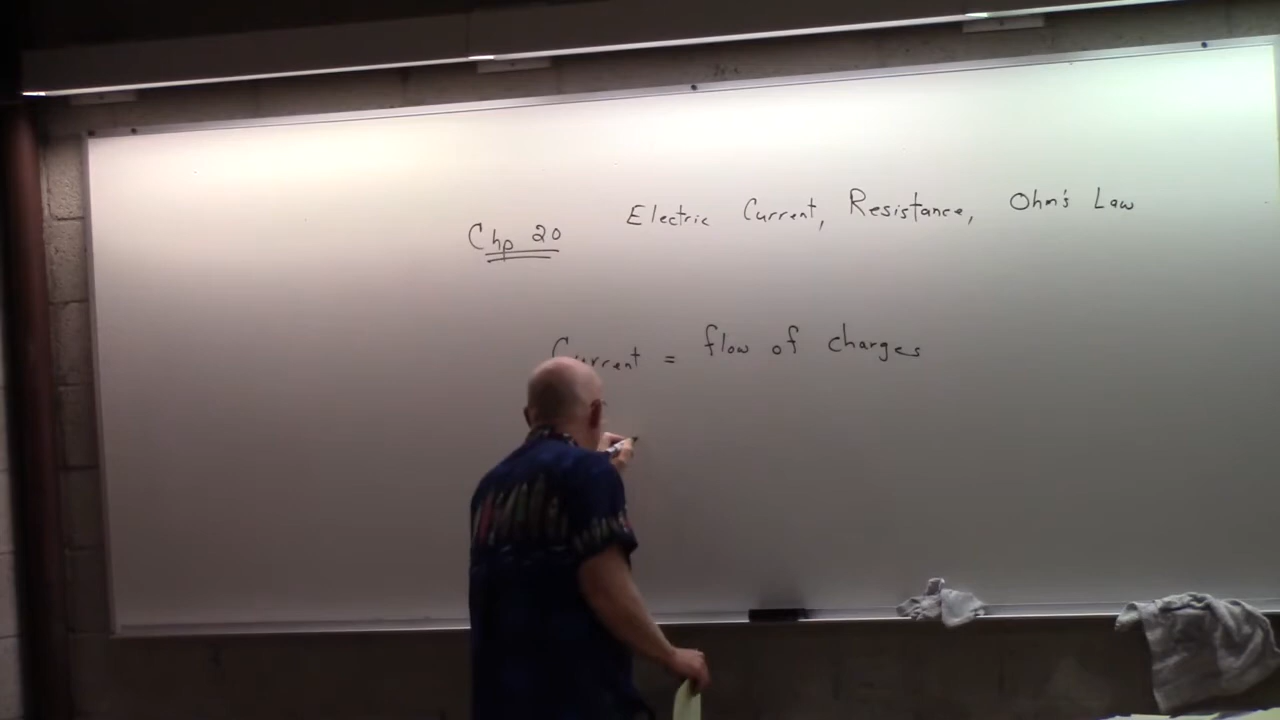 Chp 20 Electric Current, Resistance, Ohm's Law
Current = flow of charges